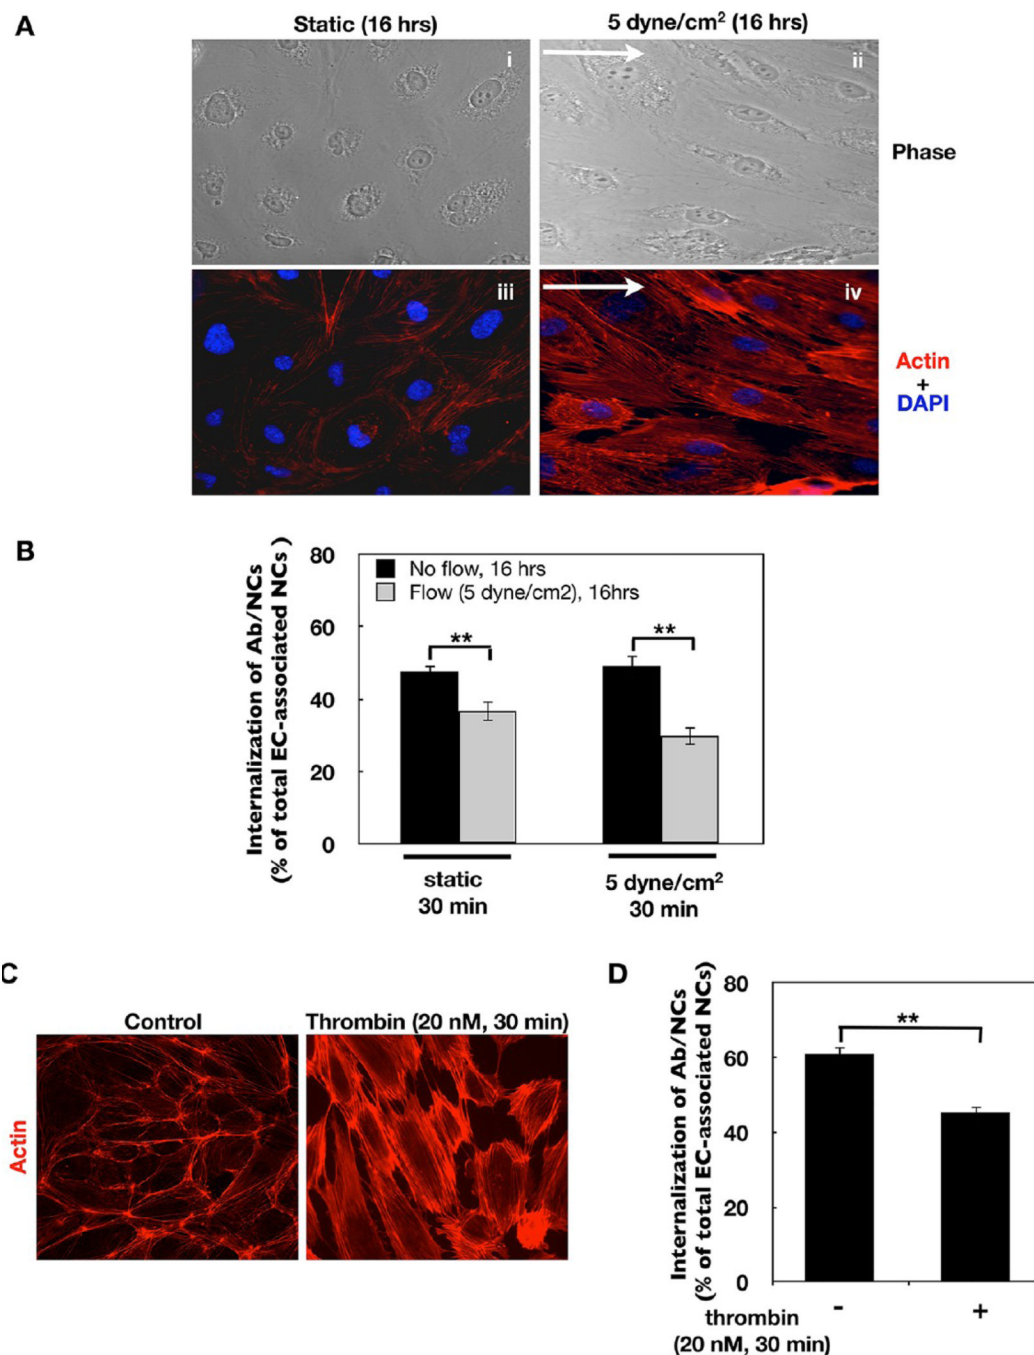 A
Static (16 hrs)
5 dyne/cm² (16 hrs)
i
ii
Phase
iii
iv
Actin
+
DAPI
B
Internalization of Ab/NCs
(% of total EC-associated NCs )
80
60
40
20
0
No flow, 16 hrs
Flow (5 dyne/cm2), 16hrs
**
**
static
30 min
5 dyne/cm²
30 min
C
Control
Thrombin (20 nM, 30 min)
Actin
D
Internalization of Ab/NCs
(% of total EC-associated NCs)
80
60
40
20
0
**
thrombin
(20 nM, 30 min)
-
+